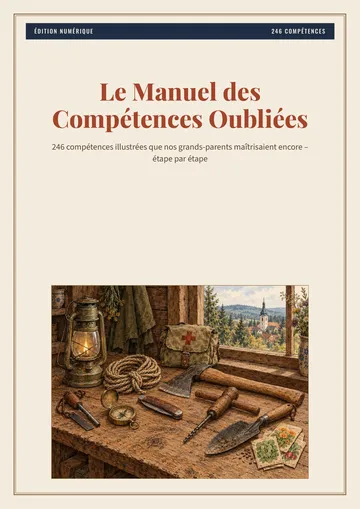 ÉDITION NUMÉRIQUE
246 COMPÉTENCES
Le Manuel des
Compétences Oubliées
246 compétences illustrées que nos grands-parents maîtrisaient encore –
étape par étape